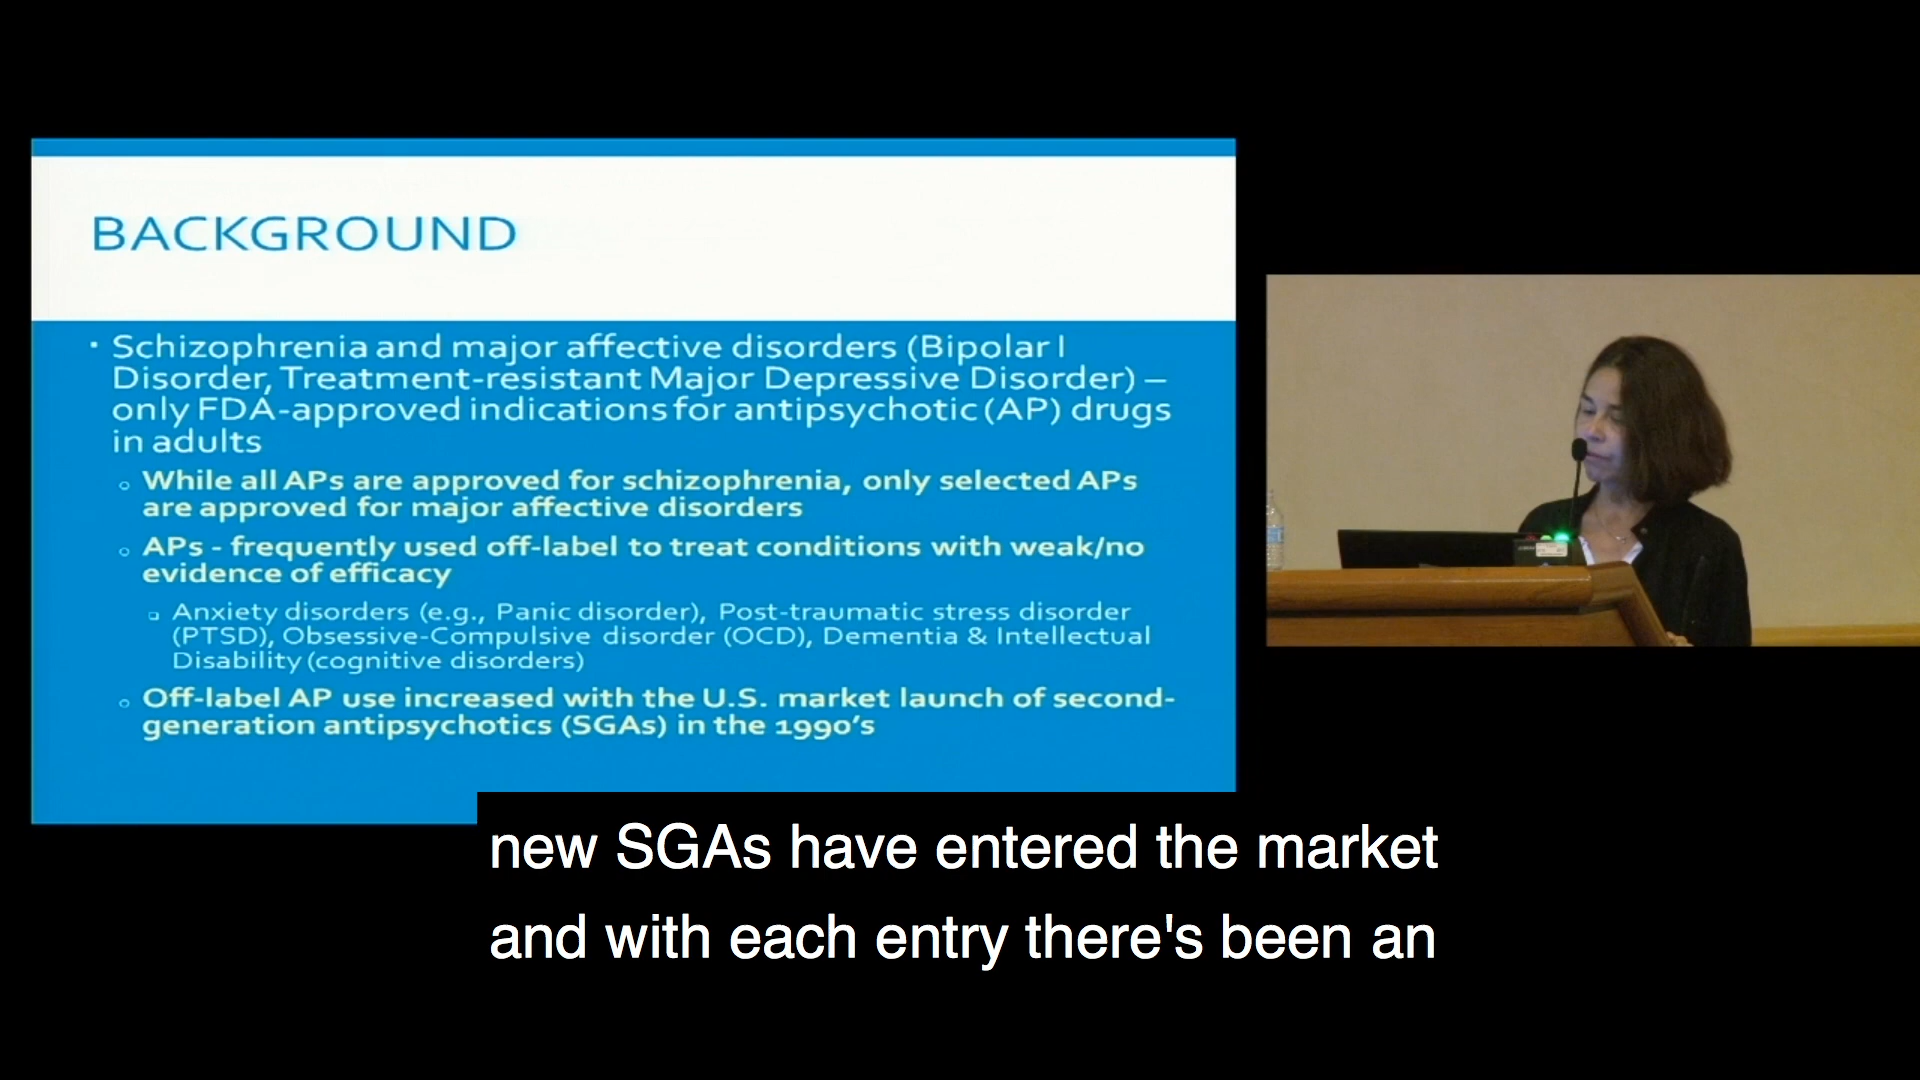 BACKGROUND
Schizophrenia and major affective disorders (Bipolar I
Disorder, Treatment-resistant Major Depressive Disorder) –
only FDA-approved indications for antipsychotic (AP) drugs
in adults
While all APs are approved for schizophrenia, only selected APs
are approved for major affective disorders
APs - frequently used off-label to treat conditions with weak/no
evidence of efficacy
Anxiety disorders (e.g., Panic disorder), Post-traumatic stress disorder
(PTSD), Obsessive-Compulsive disorder (OCD), Dementia & Intellectual
Disability (cognitive disorders)
Off-label AP use increased with the U.S. market launch of second-
generation antipsychotics (SGAs) in the 1990's
new SGAs have entered the market
and with each entry there's been an